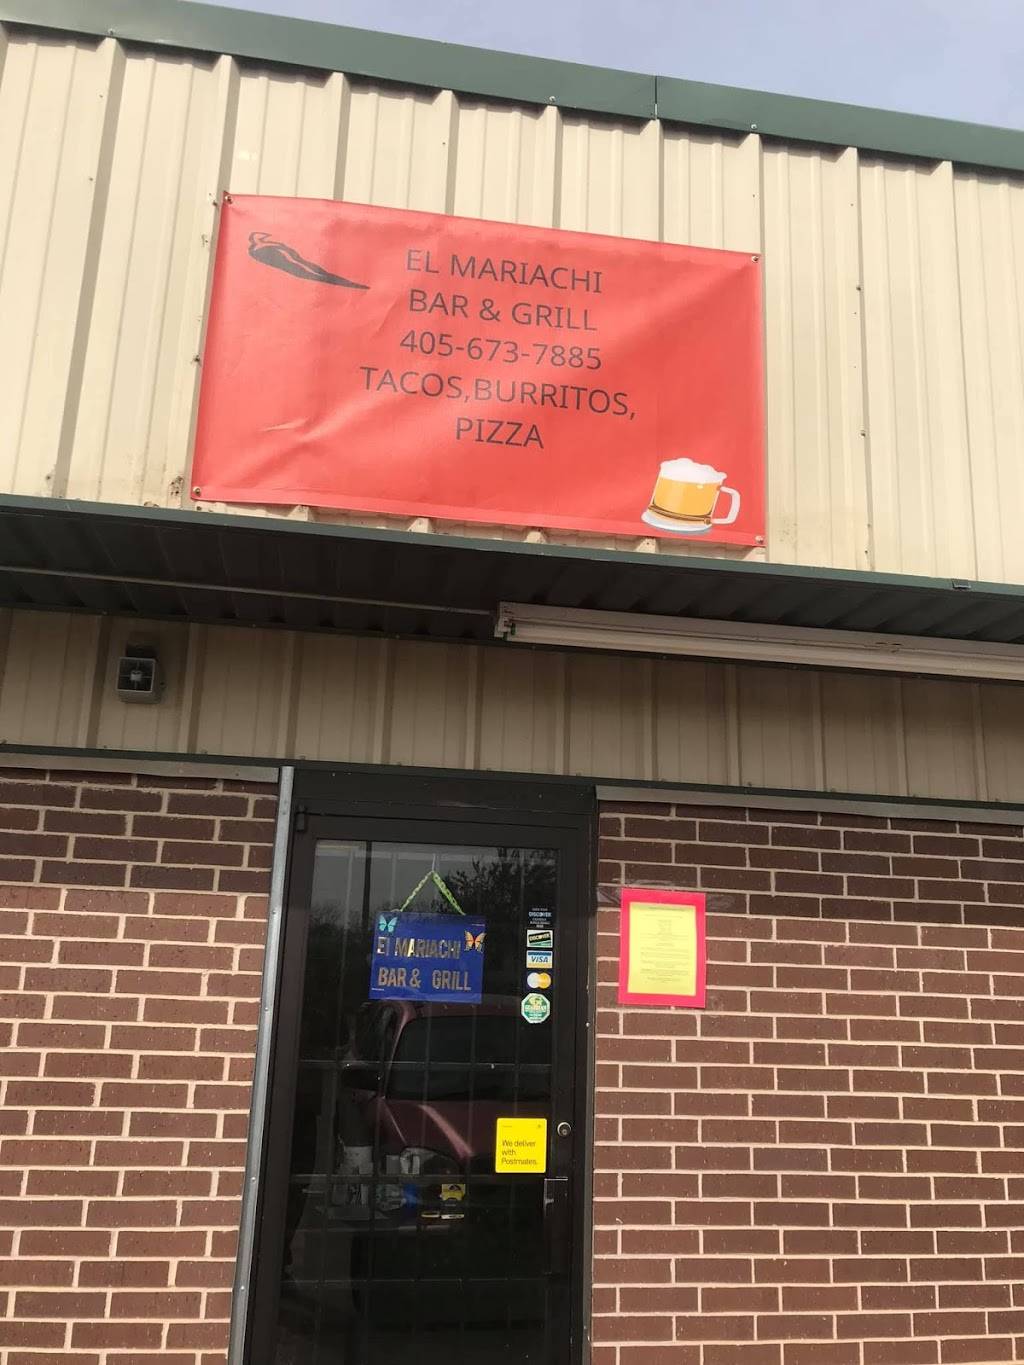 EL MARIACHI
BAR & GRILL
405-673-7885
TACOS,BURRITOS,
PIZZA
El MARIACHI
BAR & GRILL
DISCOVER
DISCOVER
VISA
We deliver
with
Postmates.